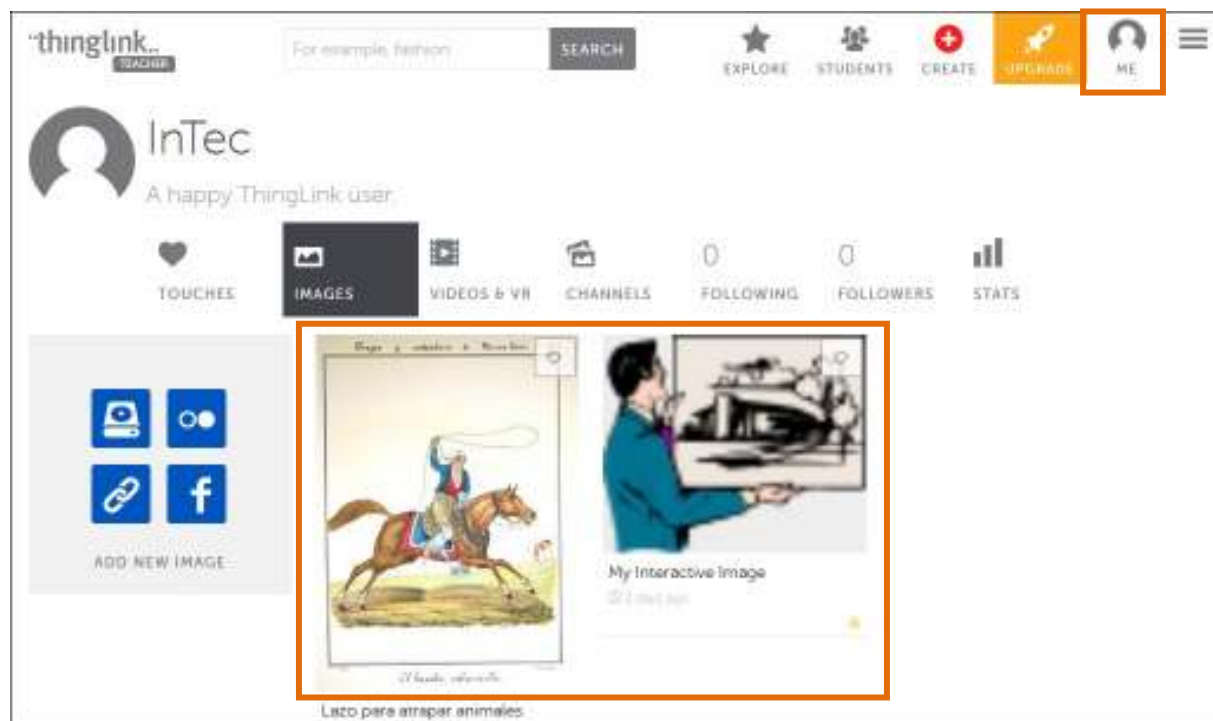 thinglink..
TEACHER
For example, fashion
SEARCH
EXPLORE
STUDENTS
CREATE
UPGRADE
ME
InTec
A happy ThingLink user.
TOUCHES
IMAGES
VIDEOS & VR
CHANNELS
0
FOLLOWING
0
FOLLOWERS
STATS
ADD NEW IMAGE
My Interactive Image
Lazo para atrapar animales